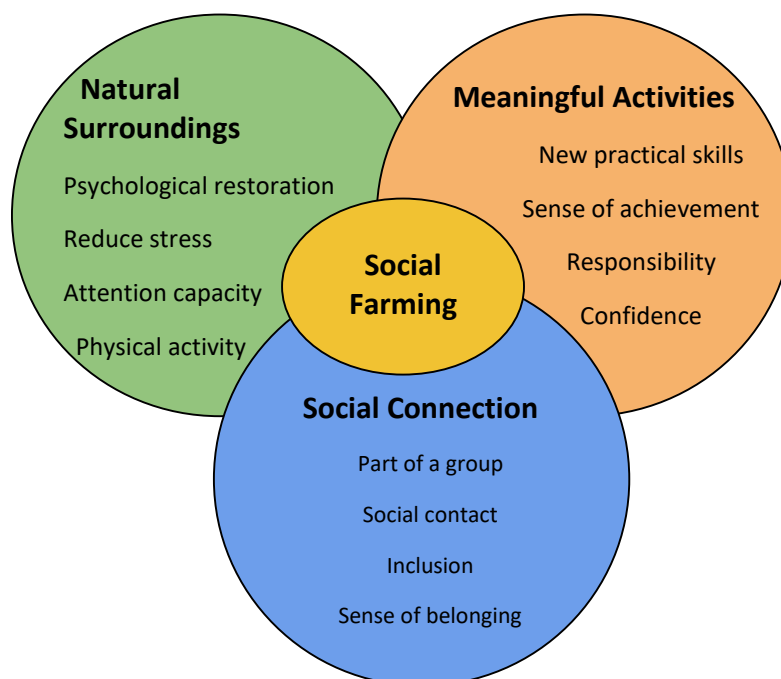 Natural
Surroundings
Psychological restoration
Reduce stress
Attention capacity
Physical activity
Meaningful Activities
New practical skills
Sense of achievement
Responsibility
Confidence
Social
Farming
Social Connection
Part of a group
Social contact
Inclusion
Sense of belonging